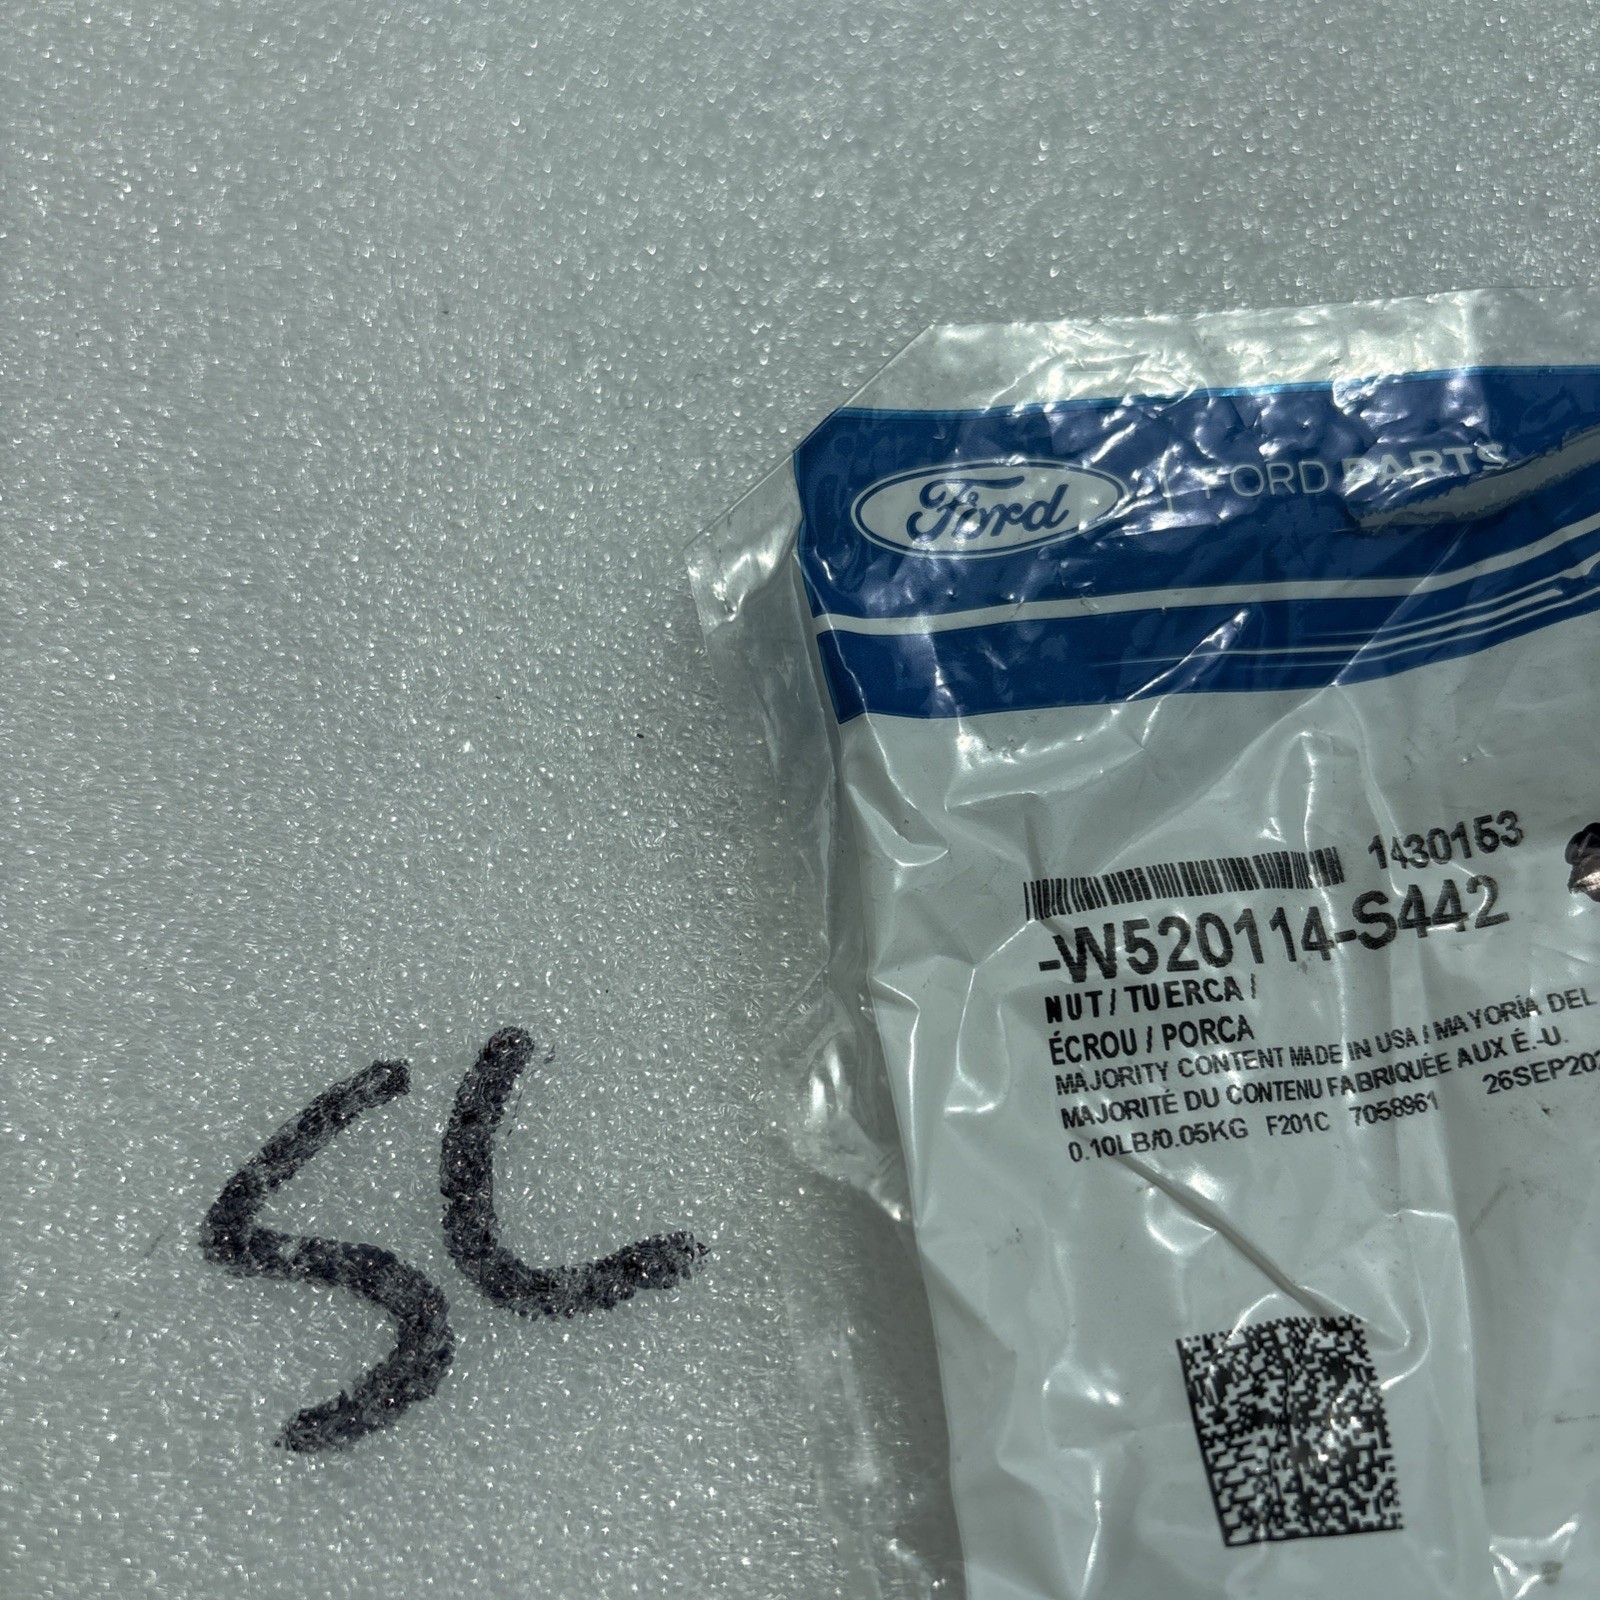 Ford | FORD PARTS
1430153
-W520114-S442
NUT / TUERCA /
ÉCROU / PORCA
MAJORITY CONTENT MADE IN USA / MAYORÍA DEL
MAJORITÉ DU CONTENU FABRIQUÉE AUX É.-U.
0.10LB/0.05KG F201C 7058961
SL